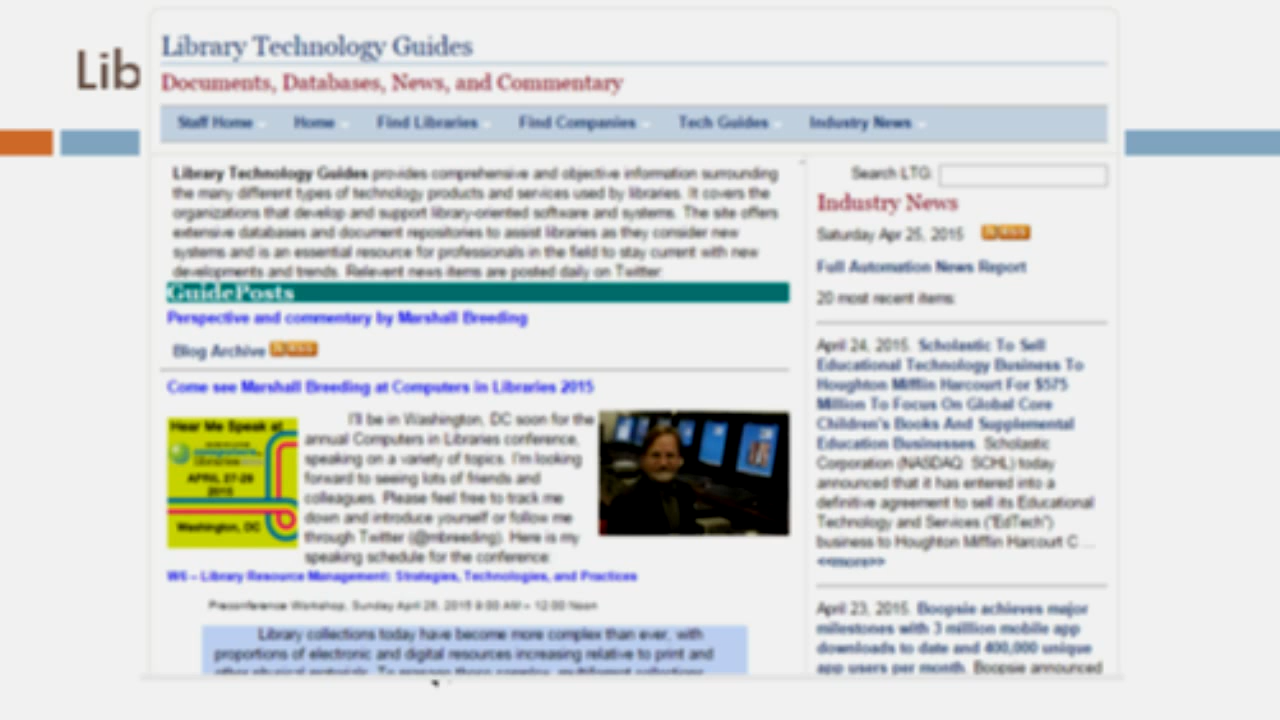 Lib
Library Technology Guides
Documents, Databases, News, and Commentary
Staff Home Home Find Libraries Find Companies Tech Guides Industry News
Library Technology Guides provides comprehensive and objective information surrounding
the many different types of technology products and services used by libraries. It covers the
organizations that develop and support library-oriented software and systems. The site offers
extensive databases and document repositories to assist libraries as they consider new
systems and is an essential resource for professionals in the field to stay current with new
developments and trends. Relevent news items are posted daily on Twitter:
GuidePosts
Perspective and commentary by Marshall Breeding
Blog Archive RSS
Come see Marshall Breeding at Computers in Libraries 2015
Hear Me Speak at
computers
APRIL 27-29
2015
Washington, DC
I'll be in Washington, DC soon for the
annual Computers in Libraries conference,
speaking on a variety of topics. I'm looking
forward to seeing lots of friends and
colleagues. Please feel free to track me
down and introduce yourself or follow me
through Twitter (@mbreeding). Here is my
speaking schedule for the conference:
W6 – Library Resource Management: Strategies, Technologies, and Practices
Preconference Workshop, Sunday April 26, 2015 9:00 AM – 12:00 Noon
Library collections today have become more complex than ever, with
proportions of electronic and digital resources increasing relative to print and
other physical materials. To manage these complex, multifaceted collections
Search LTG:
Industry News
Saturday Apr 25, 2015 RSS
Full Automation News Report
20 most recent items:
April 24, 2015. Scholastic To Sell
Educational Technology Business To
Houghton Mifflin Harcourt For $575
Million To Focus On Global Core
Children's Books And Supplemental
Education Businesses. Scholastic
Corporation (NASDAQ: SCHL) today
announced that it has entered into a
definitive agreement to sell its Educational
Technology and Services ("EdTech")
business to Houghton Mifflin Harcourt C ...
<<more>>
April 23, 2015. Boopsie achieves major
milestones with 3 million mobile app
downloads to date and 400,000 unique
app users per month. Boopsie announced